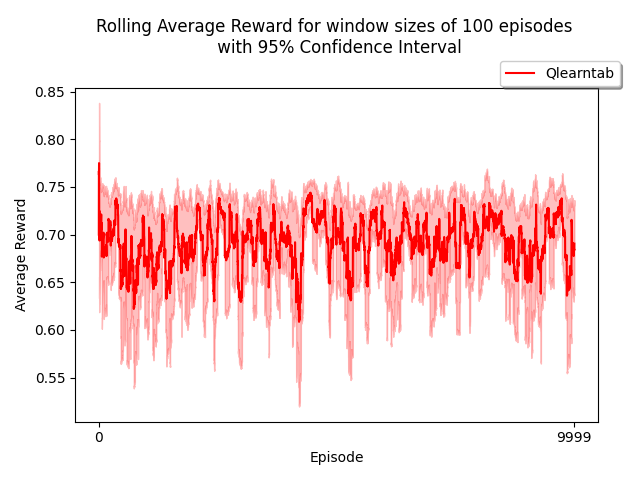 Rolling Average Reward for window sizes of 100 episodes
with 95% Confidence Interval
Qlearntab
0.85
0.80
0.75
0.70
0.65
0.60
0.55
Average Reward
0 9999
Episode